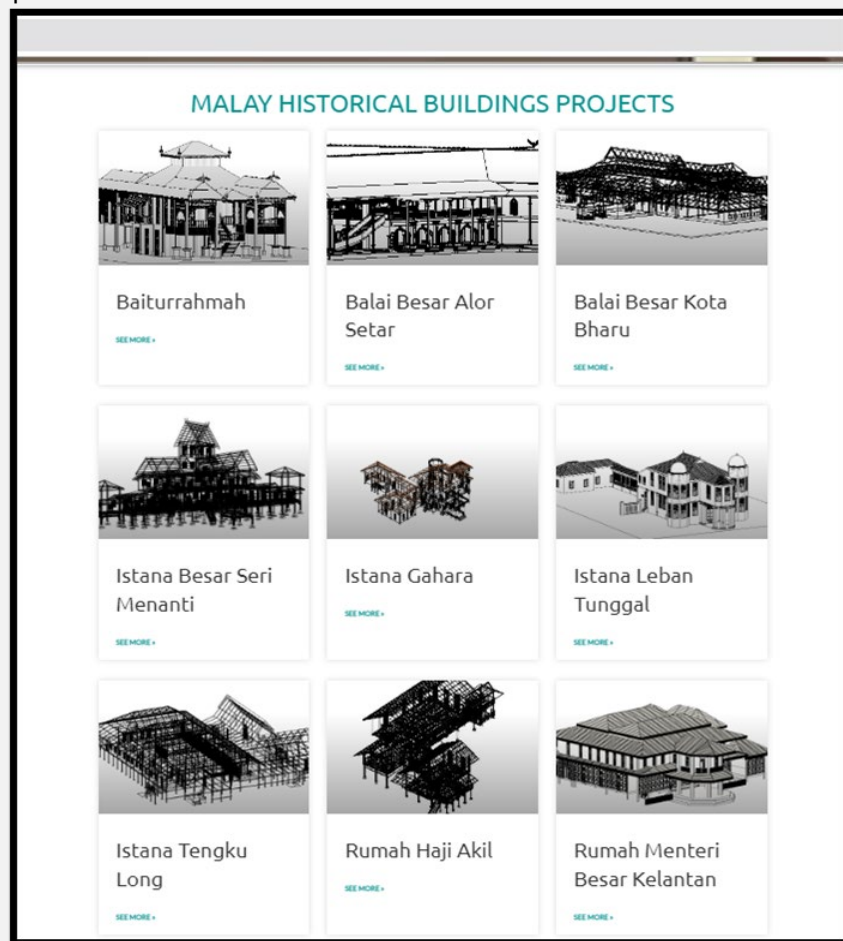 MALAY HISTORICAL BUILDINGS PROJECTS
Baiturrahmah
SEE MORE »
Balai Besar Alor
Setar
SEE MORE »
Balai Besar Kota
Bharu
SEE MORE »
Istana Besar Seri
Menanti
SEE MORE »
Istana Gahara
SEE MORE »
Istana Leban
Tunggal
SEE MORE »
Istana Tengku
Long
SEE MORE »
Rumah Haji Akil
SEE MORE »
Rumah Menteri
Besar Kelantan
SEE MORE »